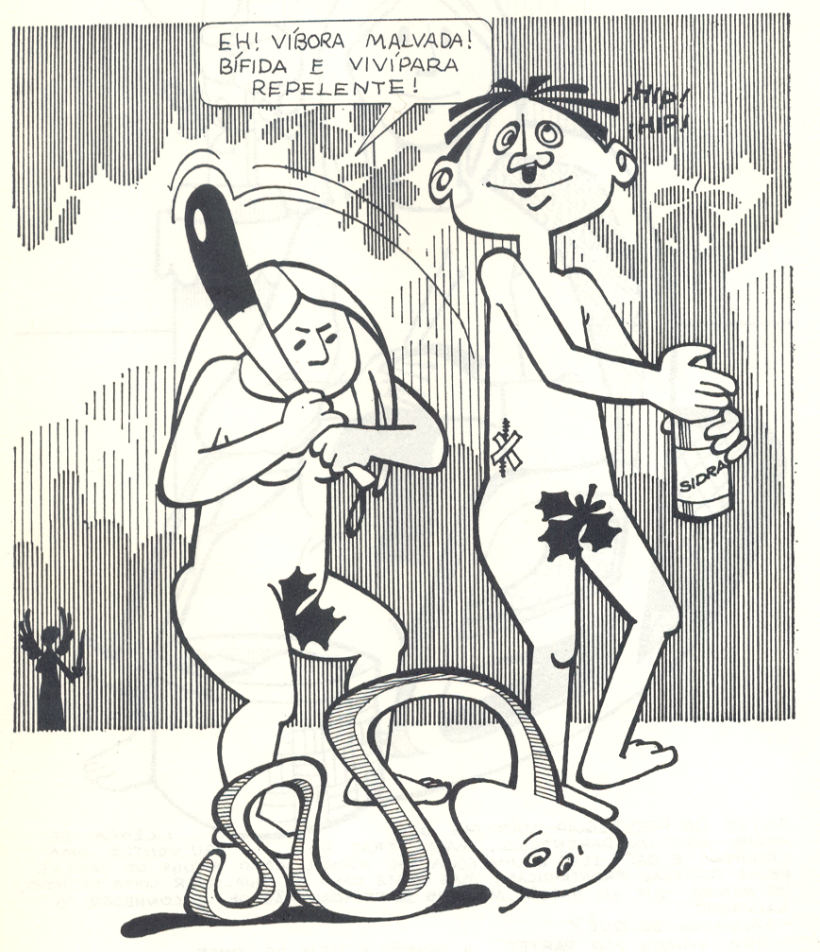 EH! VÍBORA MALVADA!
BÍFIDA E VIVÍPARA
REPELENTE!
¡HIP!
¡HIP!
SIDRA